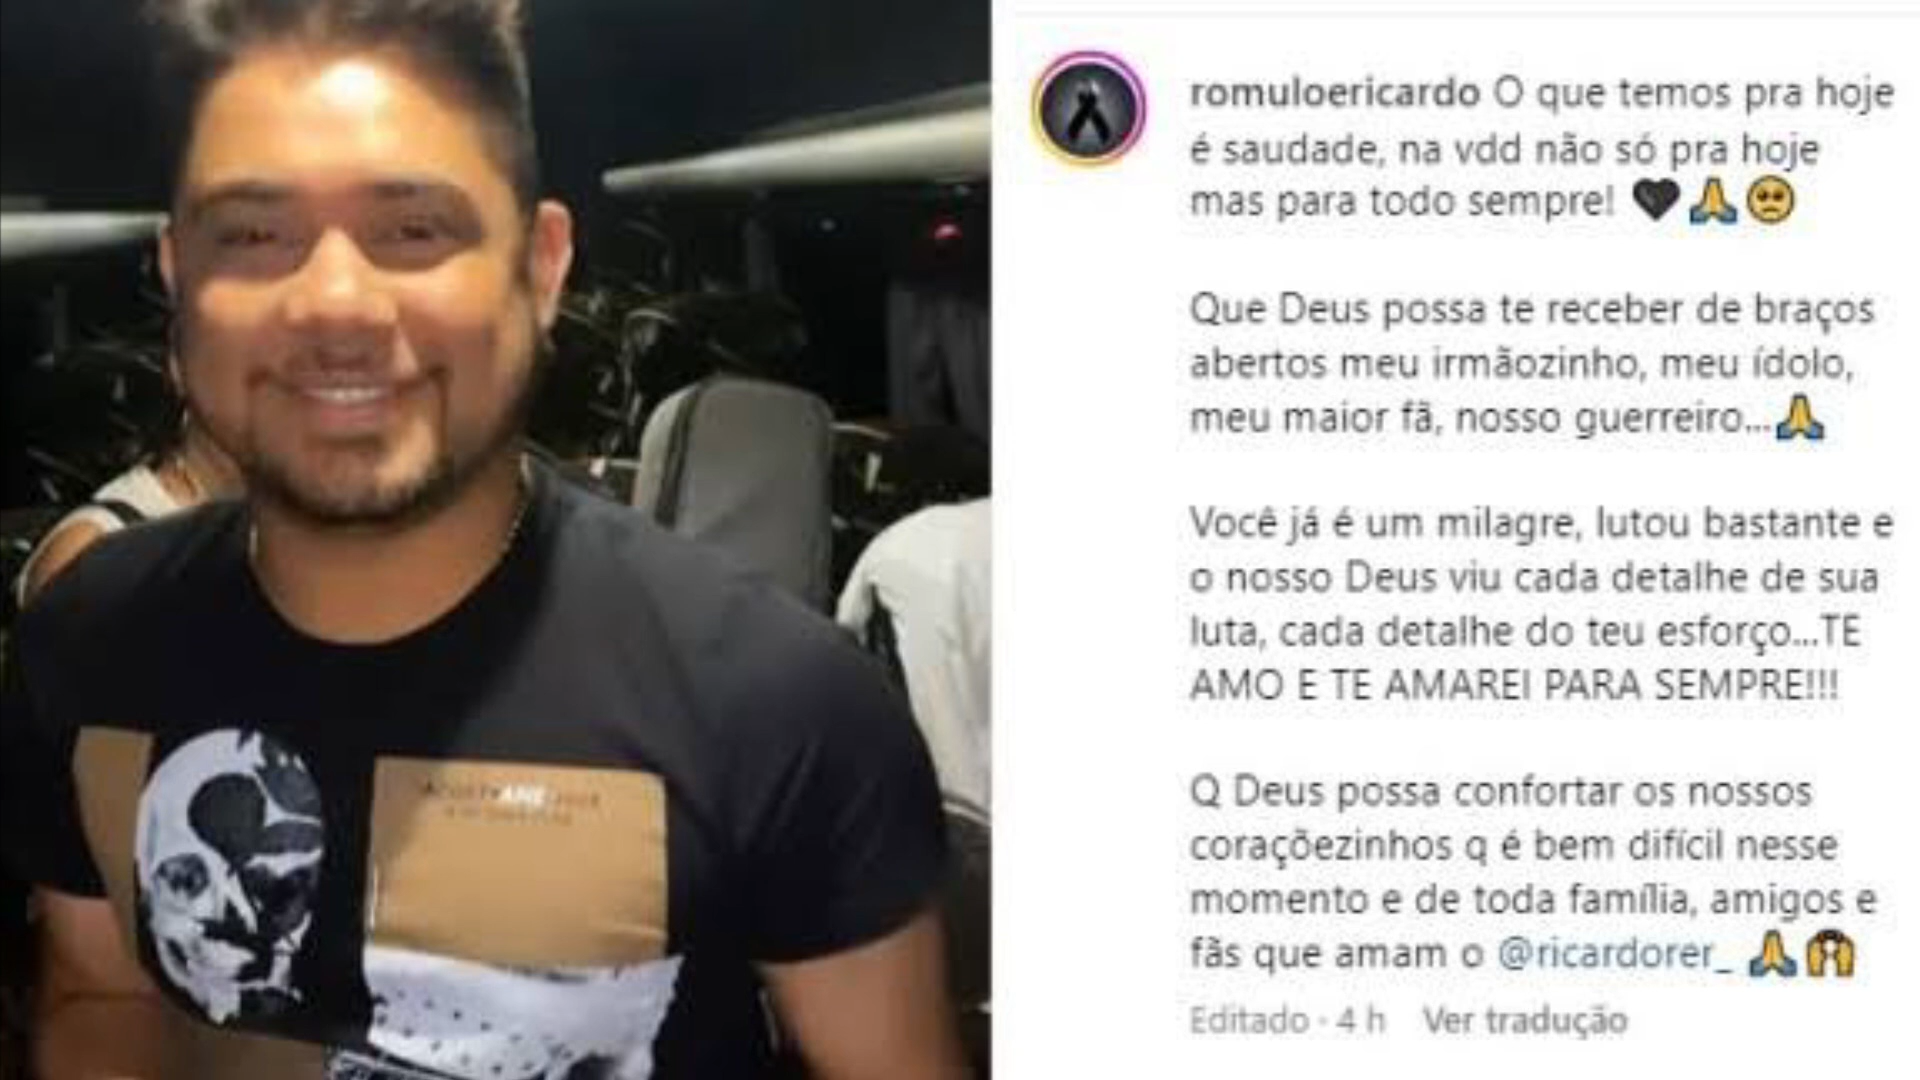 romuloericardo O que temos pra hoje
é saudade, na vdd não só pra hoje
mas para todo sempre! 🖤🙏🥺
Que Deus possa te receber de braços
abertos meu irmãozinho, meu ídolo,
meu maior fã, nosso guerreiro...🙏
Você já é um milagre, lutou bastante e
o nosso Deus viu cada detalhe de sua
luta, cada detalhe do teu esforço...TE
AMO E TE AMAREI PARA SEMPRE!!!
Q Deus possa confortar os nossos
coraçõezinhos q é bem difícil nesse
momento e de toda família, amigos e
fãs que amam o @ricardorer_ 🙏🙌
Editado · 4 h Ver tradução